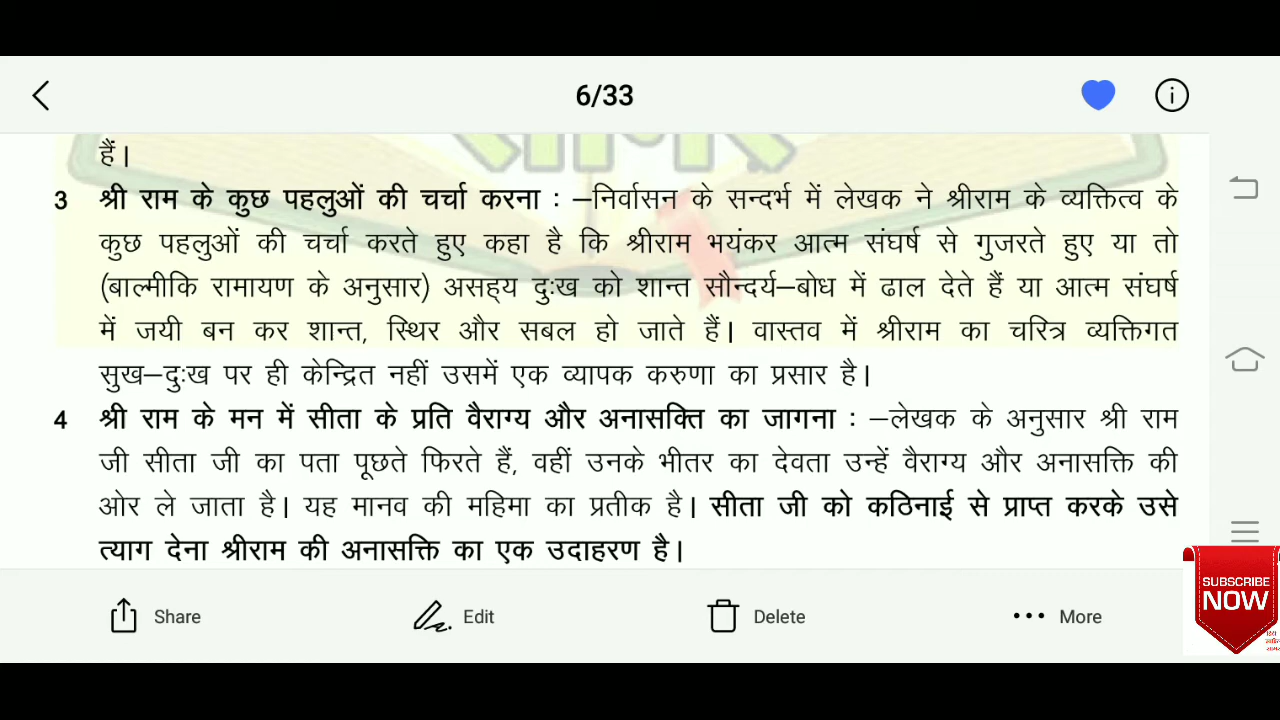 6/33
हैं।
3 श्री राम के कुछ पहलुओं की चर्चा करना : –निर्वासन के सन्दर्भ में लेखक ने श्रीराम के व्यक्तित्व के
कुछ पहलुओं की चर्चा करते हुए कहा है कि श्रीराम भयंकर आत्म संघर्ष से गुजरते हुए या तो
(बाल्मीकि रामायण के अनुसार) असह्य दुःख को शान्त सौन्दर्य–बोध में ढाल देते हैं या आत्म संघर्ष
में जयी बन कर शान्त, स्थिर और सबल हो जाते हैं। वास्तव में श्रीराम का चरित्र व्यक्तिगत
सुख–दुःख पर ही केन्द्रित नहीं उसमें एक व्यापक करुणा का प्रसार है।
4 श्री राम के मन में सीता के प्रति वैराग्य और अनासक्ति का जागना : –लेखक के अनुसार श्री राम
जी सीता जी का पता पूछते फिरते हैं, वहीं उनके भीतर का देवता उन्हें वैराग्य और अनासक्ति की
ओर ले जाता है। यह मानव की महिमा का प्रतीक है। सीता जी को कठिनाई से प्राप्त करके उसे
त्याग देना श्रीराम की अनासक्ति का एक उदाहरण है।
SUBSCRIBE
NOW
Share Edit Delete More